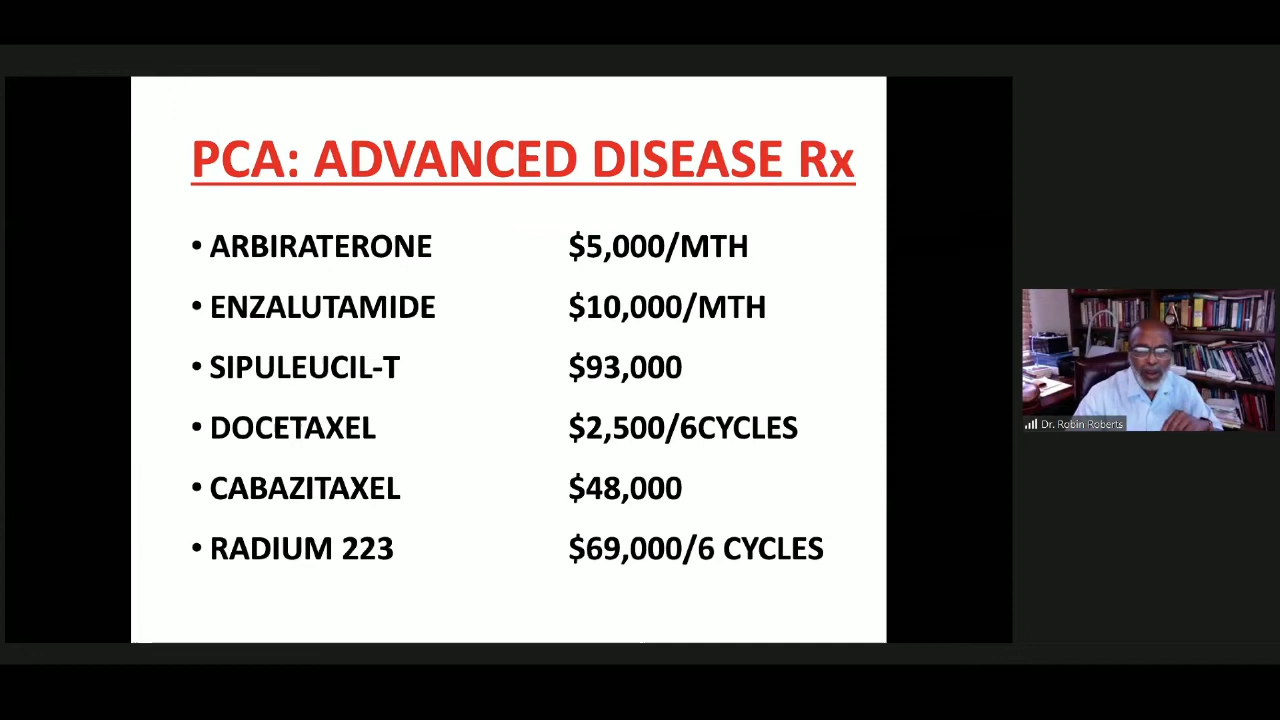 PCA: ADVANCED DISEASE Rx
• ARBIRATERONE $5,000/MTH
• ENZALUTAMIDE $10,000/MTH
• SIPULEUCIL-T $93,000
• DOCETAXEL $2,500/6CYCLES
• CABAZITAXEL $48,000
• RADIUM 223 $69,000/6 CYCLES
Dr. Robin Roberts